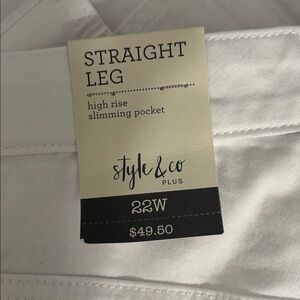 STRAIGHT
LEG
high rise
slimming pocket
style & co
PLUS
22W
$49.50